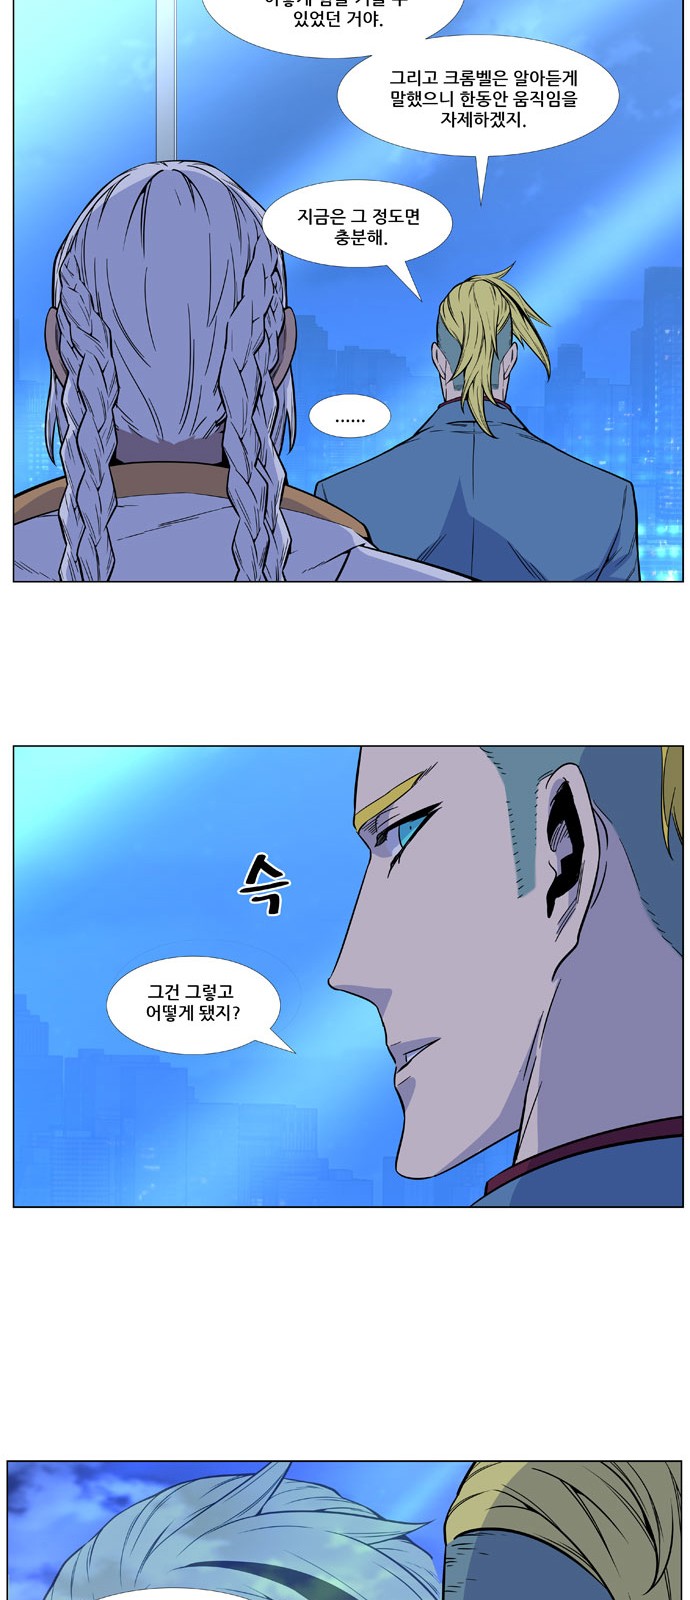 있었던 거야.
그리고 크롬벨은 알아듣게
말했으니 한동안 움직임을
자제하겠지.
지금은 그 정도면
충분해.
......
슥
그건 그렇고
어떻게 됐지?